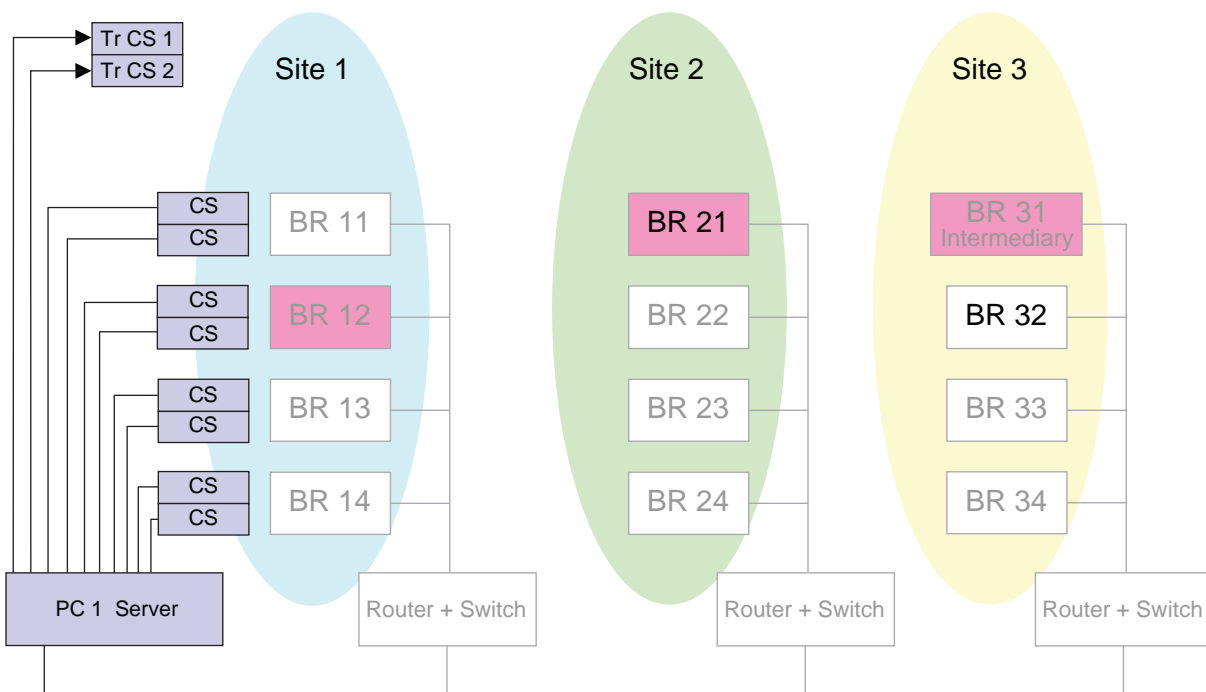 Tr CS 1
Tr CS 2
Site 1
Site 2
Site 3
CS
CS
BR 11
BR 21
BR 31
Intermediary
CS
CS
BR 12
BR 22
BR 32
CS
CS
BR 13
BR 23
BR 33
CS
CS
BR 14
BR 24
BR 34
PC 1 Server
Router + Switch
Router + Switch
Router + Switch